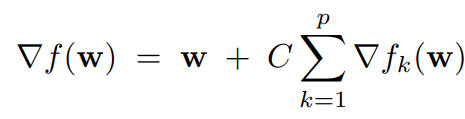 ∇f(w) = w + C∑_{k=1}^{p} ∇f_k(w)